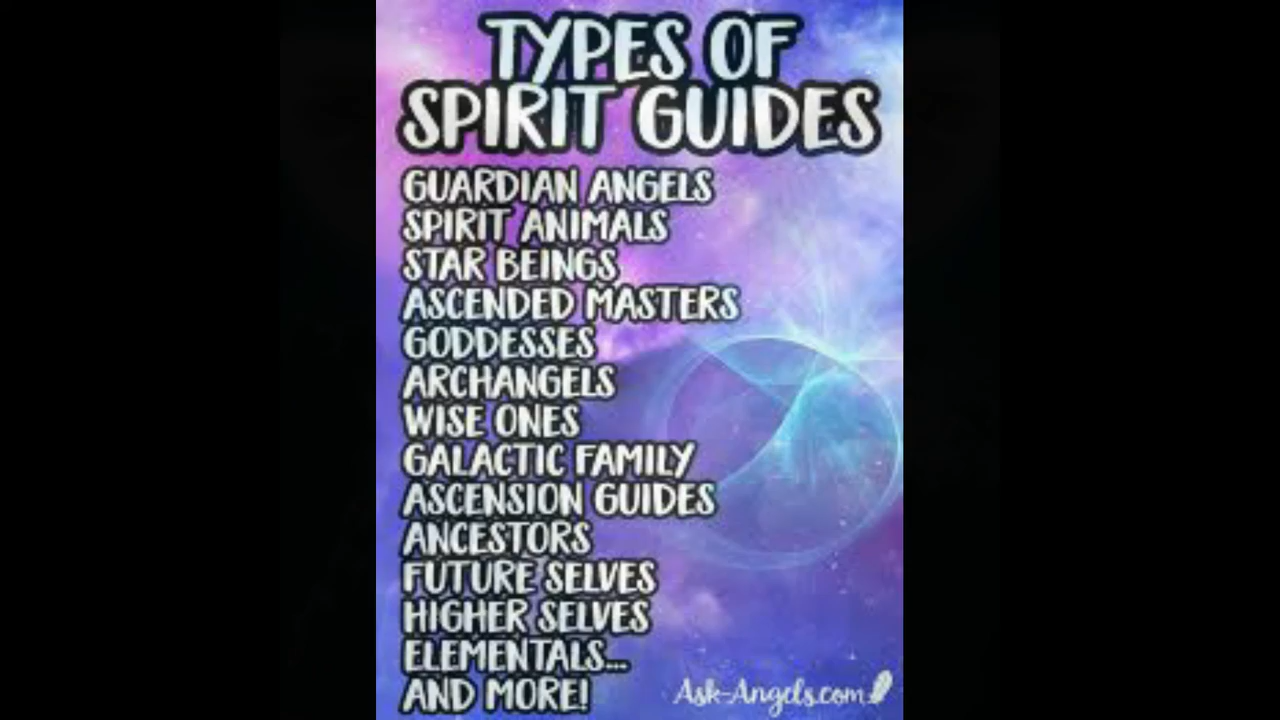 TYPES OF
SPIRIT GUIDES
GUARDIAN ANGELS
SPIRIT ANIMALS
STAR BEINGS
ASCENDED MASTERS
GODDESSES
ARCHANGELS
WISE ONES
GALACTIC FAMILY
ASCENSION GUIDES
ANCESTORS
FUTURE SELVES
HIGHER SELVES
ELEMENTALS...
AND MORE!
Ask-Angels.com